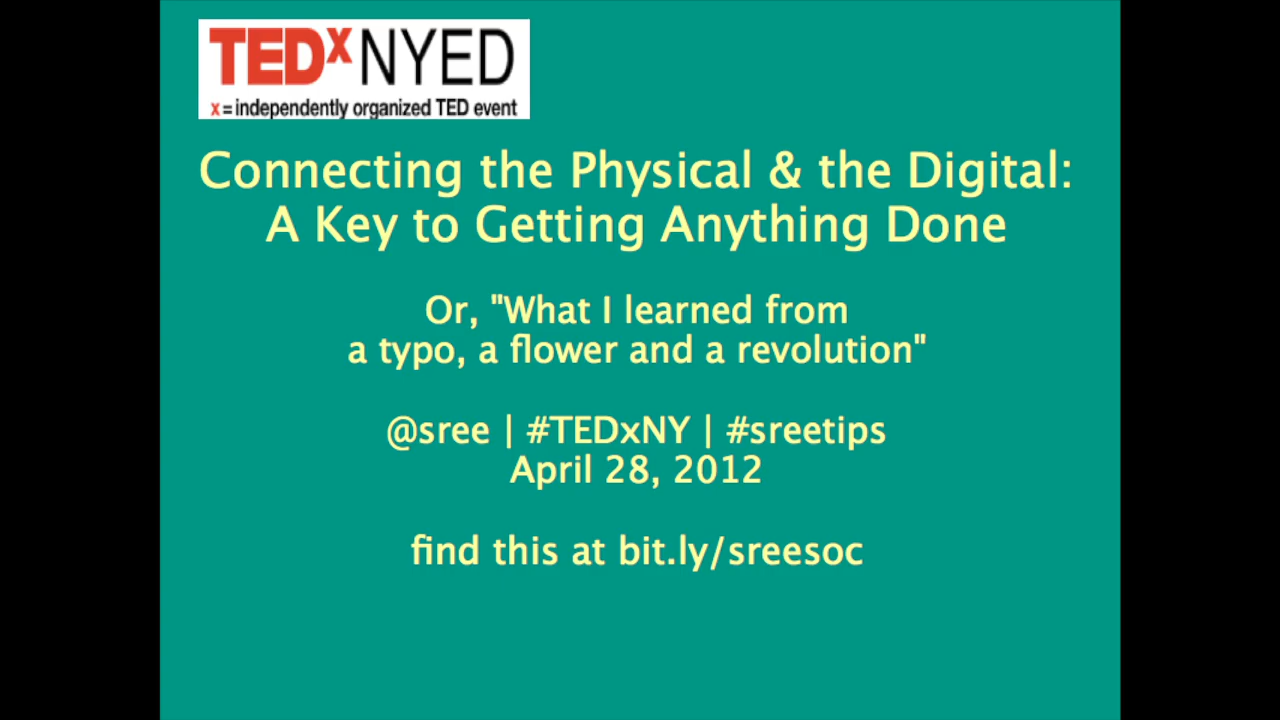 TEDxNYED
x = independently organized TED event
Connecting the Physical & the Digital:
A Key to Getting Anything Done
Or, "What I learned from
a typo, a flower and a revolution"
@sree | #TEDxNY | #sreetips
April 28, 2012
find this at bit.ly/sreesoc